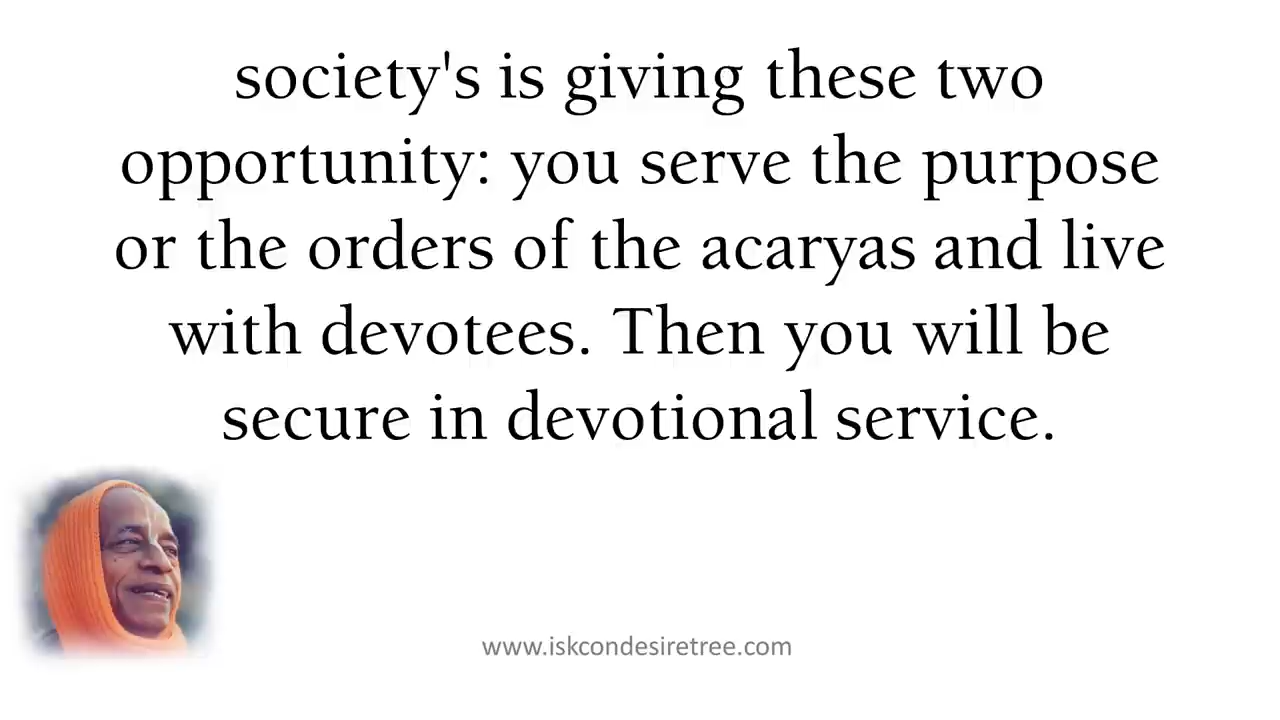 society's is giving these two
opportunity: you serve the purpose
or the orders of the acaryas and live
with devotees. Then you will be
secure in devotional service.
www.iskcondesiretree.com